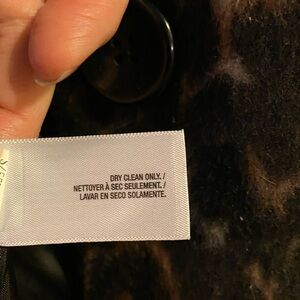 DRY CLEAN ONLY. /
NETTOYER À SEC SEULEMENT. /
LAVAR EN SECO SOLAMENTE.